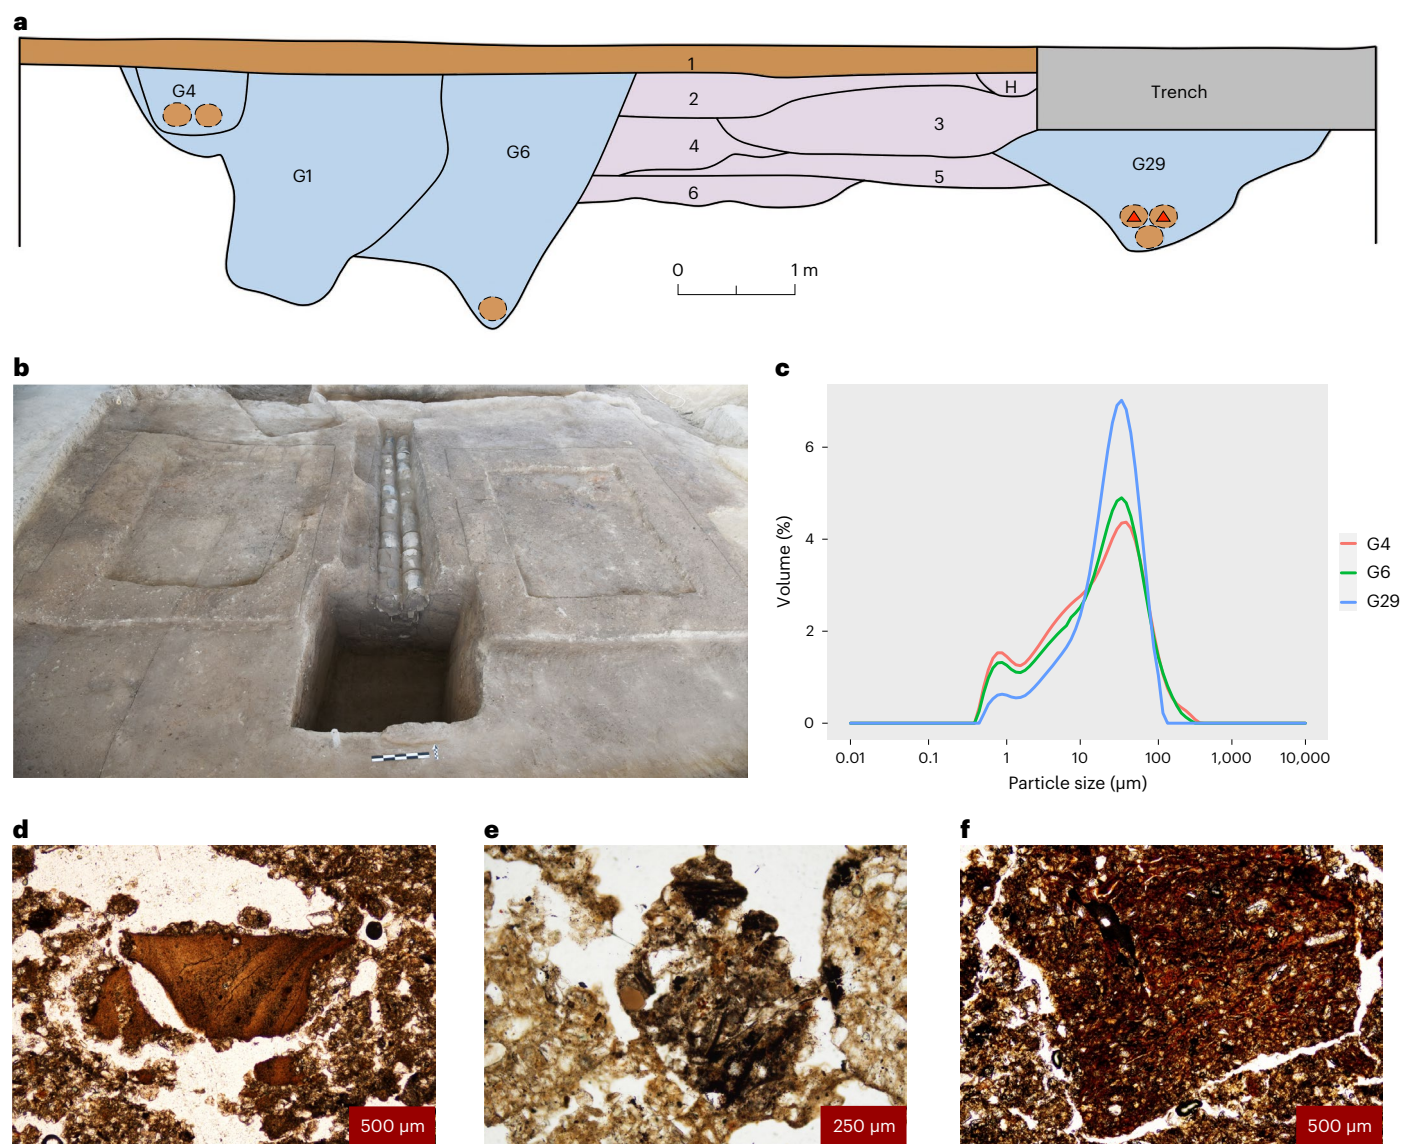 a
1
G4
2
H
Trench
3
G6
4
G29
G1
5
6
0 1 m
b
c
6
4
2
0
Volume (%)
0.01 0.1 1 10 100 1,000 10,000
Particle size (µm)
G4
G6
G29
d
e
f
500 µm
250 µm
500 µm